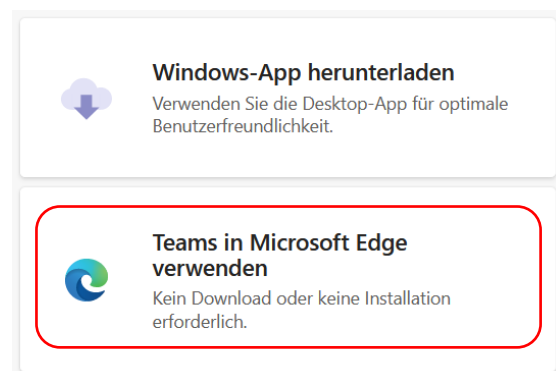 Windows-App herunterladen
Verwenden Sie die Desktop-App für optimale
Benutzerfreundlichkeit.
Teams in Microsoft Edge
verwenden
Kein Download oder keine Installation
erforderlich.